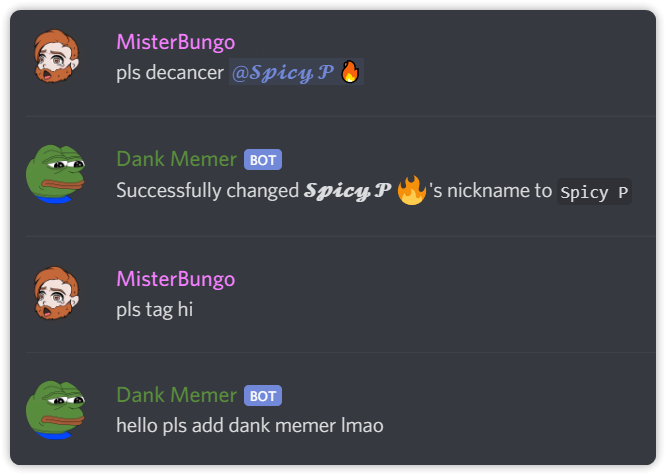 MisterBungo
pls decancer @𝓢𝓹𝓲𝓬𝔂 𝓟 🔥
Dank Memer BOT
Successfully changed 𝓢𝓹𝓲𝓬𝔂 𝓟 🔥's nickname to Spicy P
MisterBungo
pls tag hi
Dank Memer BOT
hello pls add dank memer lmao